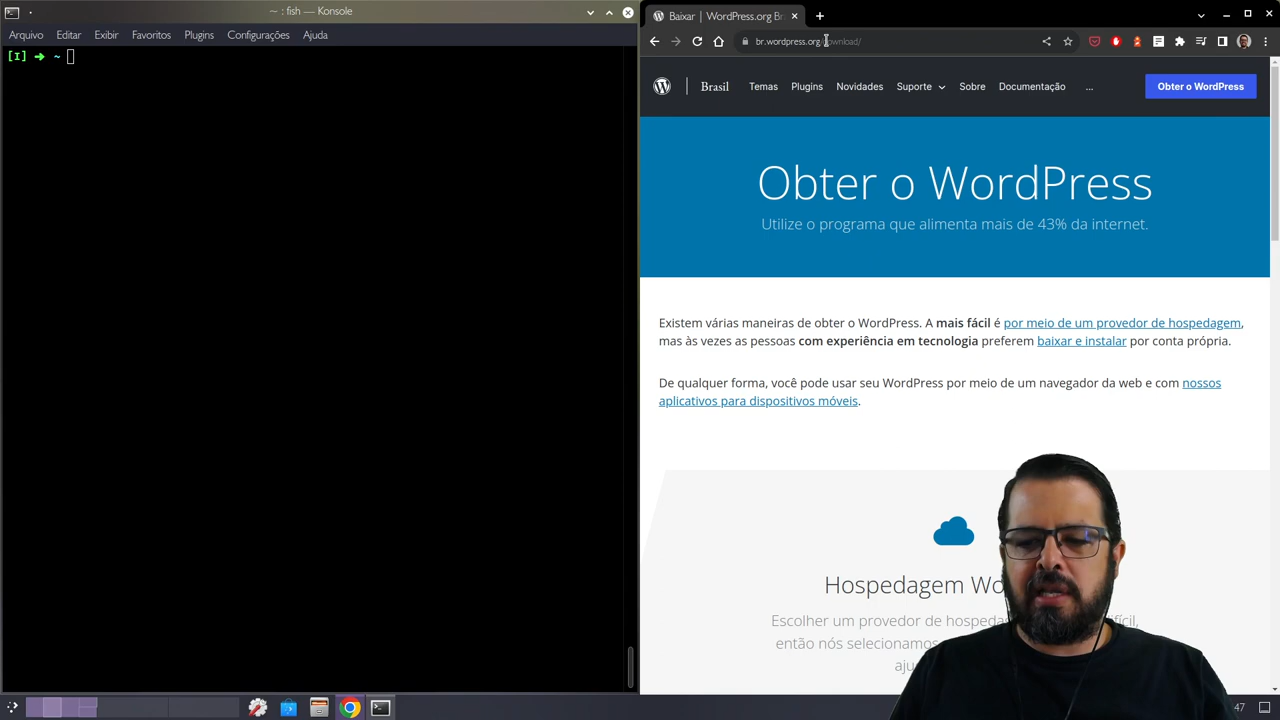 ~ : fish — Konsole
Arquivo Editar Exibir Favoritos Plugins Configurações Ajuda
[I] ➜ ~
Baixar | WordPress.org Br
br.wordpress.org/download/
Brasil Temas Plugins Novidades Suporte Sobre Documentação ... Obter o WordPress
Obter o WordPress
Utilize o programa que alimenta mais de 43% da internet.
Existem várias maneiras de obter o WordPress. A mais fácil é por meio de um provedor de hospedagem,
mas às vezes as pessoas com experiência em tecnologia preferem baixar e instalar por conta própria.
De qualquer forma, você pode usar seu WordPress por meio de um navegador da web e com nossos
aplicativos para dispositivos móveis.
Hospedagem Wo
Escolher um provedor de hospeda fícil,
então nós selecionamos
aju
47